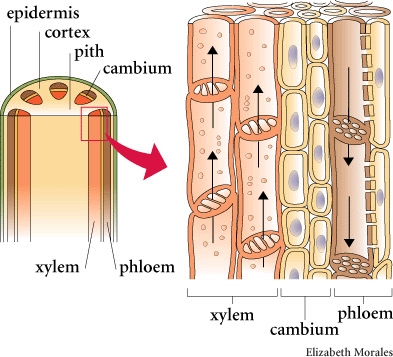 epidermis
cortex
pith
cambium
xylem
phloem
xylem
cambium
phloem
Elizabeth Morales